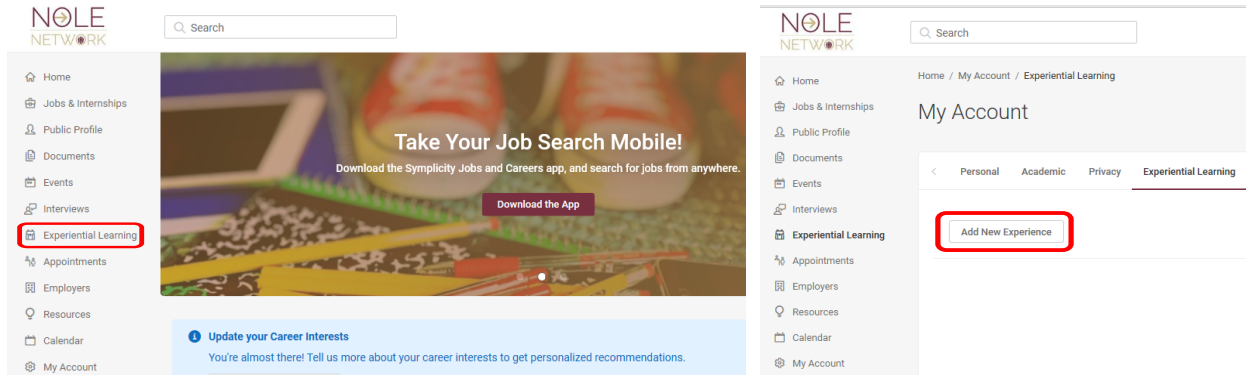 NOLE
NETWORK
Search
Home
Jobs & Internships
Public Profile
Documents
Events
Interviews
Experiential Learning
Appointments
Employers
Resources
Calendar
My Account
Take Your Job Search Mobile!
Download the Symplicity Jobs and Careers app, and search for jobs from anywhere.
Download the App
Update your Career Interests
You're almost there! Tell us more about your career interests to get personalized recommendations.
NOLE
NETWORK
Search
Home
Jobs & Internships
Public Profile
Documents
Events
Interviews
Experiential Learning
Appointments
Employers
Resources
Calendar
My Account
Home / My Account / Experiential Learning
My Account
Personal Academic Privacy Experiential Learning
Add New Experience